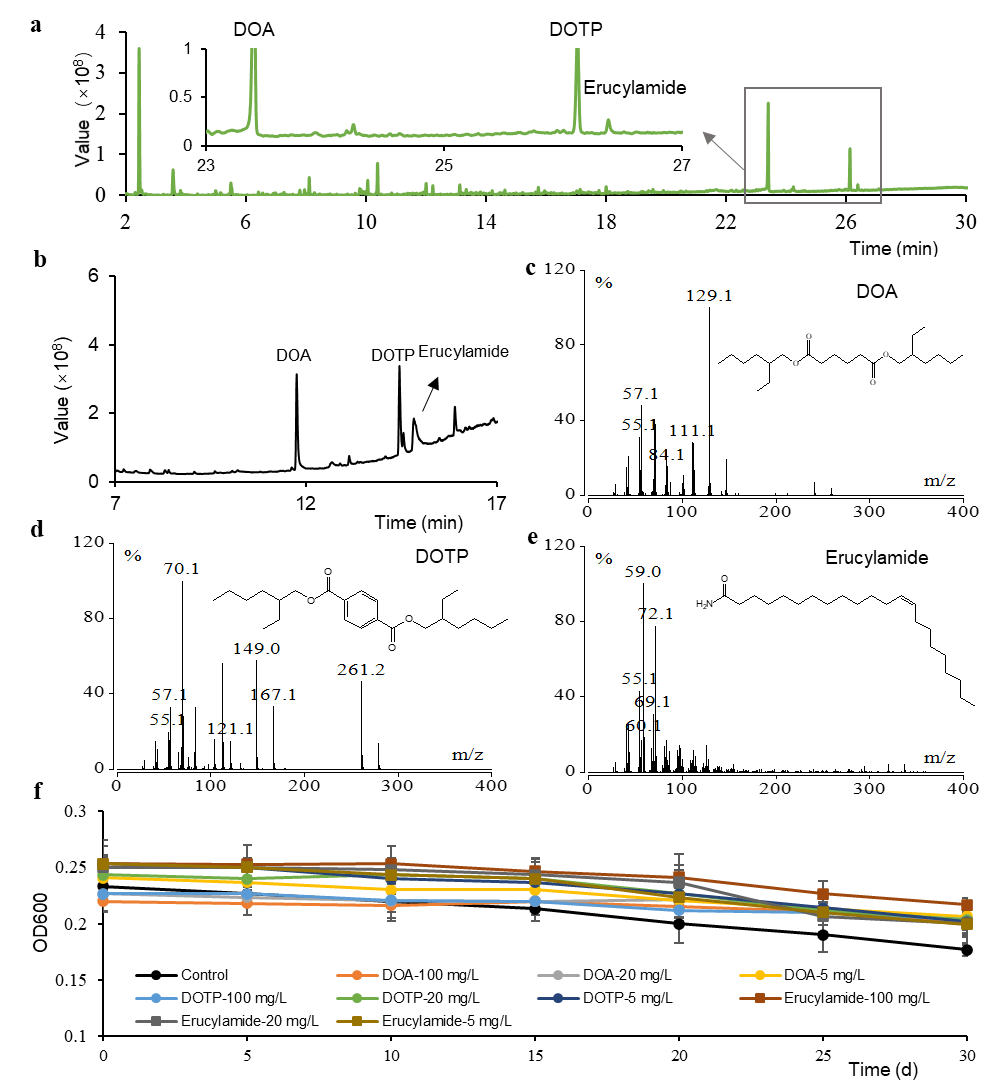 a
Value (×10⁸)
4
3
2
1
0
DOA
DOTP
Erucylamide
1
0.5
0
23
25
27
2
6
10
14
18
22
26
30
Time (min)
b
Value (×10⁸)
6
4
2
0
DOA
DOTP
Erucylamide
7
12
17
Time (min)
c
%
DOA
120
80
40
0
129.1
57.1
55.1
111.1
84.1
O
O
O
O
m/z
0
100
200
300
400
d
%
DOTP
120
80
40
0
70.1
149.0
261.2
57.1
167.1
55.1
121.1
O
O
O
O
m/z
0
100
200
300
400
e
%
Erucylamide
120
80
40
0
59.0
72.1
55.1
69.1
60.1
O
H₂N
m/z
0
100
200
300
400
f
OD600
0.3
0.25
0.2
0.15
0.1
Control
DOA-100 mg/L
DOA-20 mg/L
DOA-5 mg/L
DOTP-100 mg/L
DOTP-20 mg/L
DOTP-5 mg/L
Erucylamide-100 mg/L
Erucylamide-20 mg/L
Erucylamide-5 mg/L
0
5
10
15
20
25
30
Time (d)